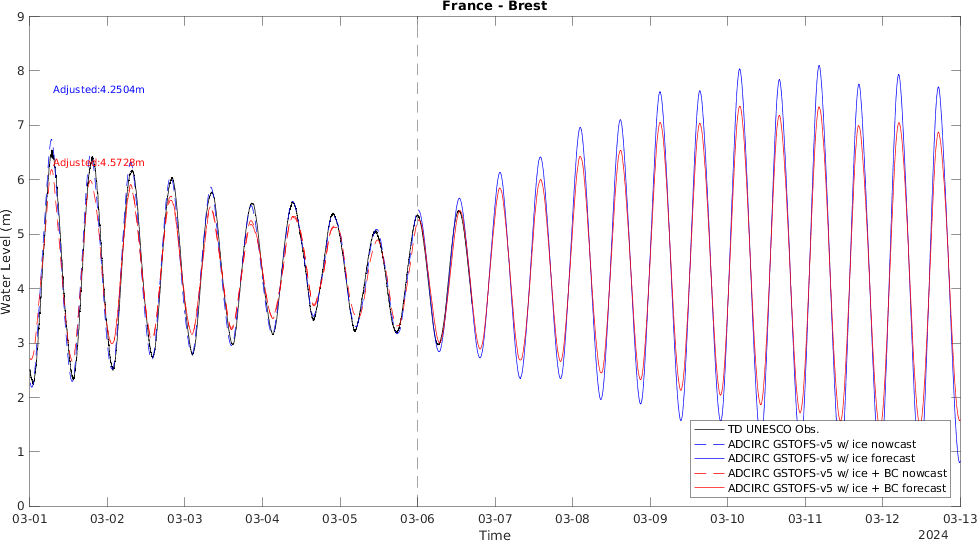 France - Brest
9
8
7
6
5
4
3
2
1
0
Water Level (m)
Adjusted:4.2504m
Adjusted:4.5728m
TD UNESCO Obs.
ADCIRC GSTOFS-v5 w/ ice nowcast
ADCIRC GSTOFS-v5 w/ ice forecast
ADCIRC GSTOFS-v5 w/ ice + BC nowcast
ADCIRC GSTOFS-v5 w/ ice + BC forecast
03-01 03-02 03-03 03-04 03-05 03-06 03-07 03-08 03-09 03-10 03-11 03-12 03-13
Time
2024